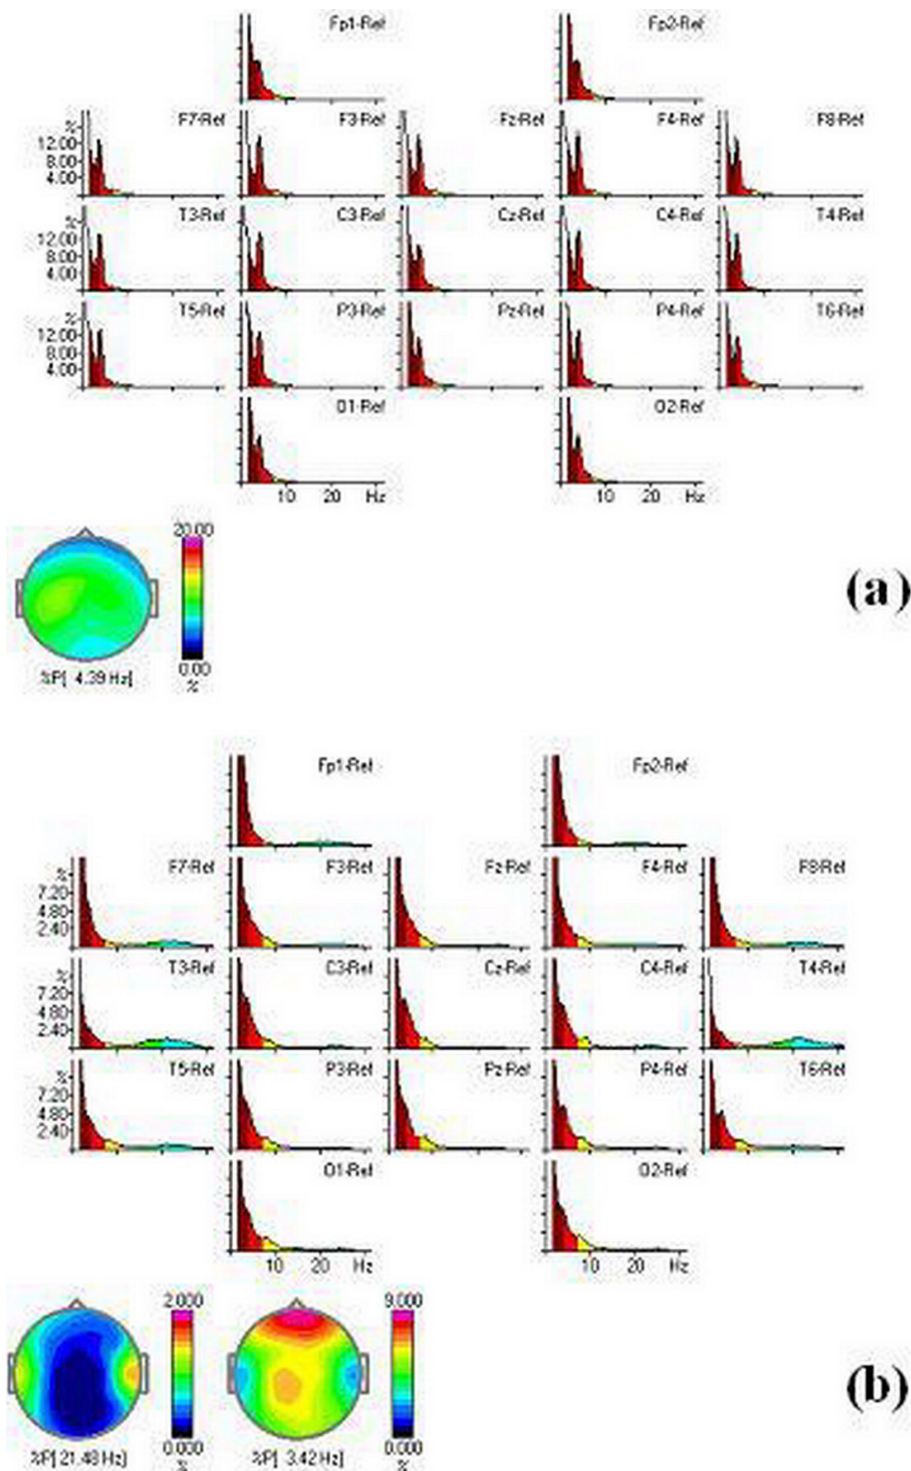 Fp1-Ref Fp2-Ref
F7-Ref F3-Ref Fz-Ref F4-Ref F8-Ref
%
12.00
8.00
4.00
T3-Ref C3-Ref Cz-Ref C4-Ref T4-Ref
%
12.00
8.00
4.00
T5-Ref P3-Ref Pz-Ref P4-Ref T6-Ref
%
12.00
8.00
4.00
O1-Ref O2-Ref
10 20 Hz 10 20 Hz
20.00
(a)
0.00
%
%P[ 4.39 Hz]
Fp1-Ref Fp2-Ref
F7-Ref F3-Ref Fz-Ref F4-Ref F8-Ref
%
7.20
4.80
2.40
T3-Ref C3-Ref Cz-Ref C4-Ref T4-Ref
%
7.20
4.80
2.40
T5-Ref P3-Ref Pz-Ref P4-Ref T6-Ref
%
7.20
4.80
2.40
O1-Ref O2-Ref
10 20 Hz 10 20 Hz
2.000 9.000
(b)
0.000 0.000
%P[ 21.48 Hz] % %P[ 3.42 Hz] %